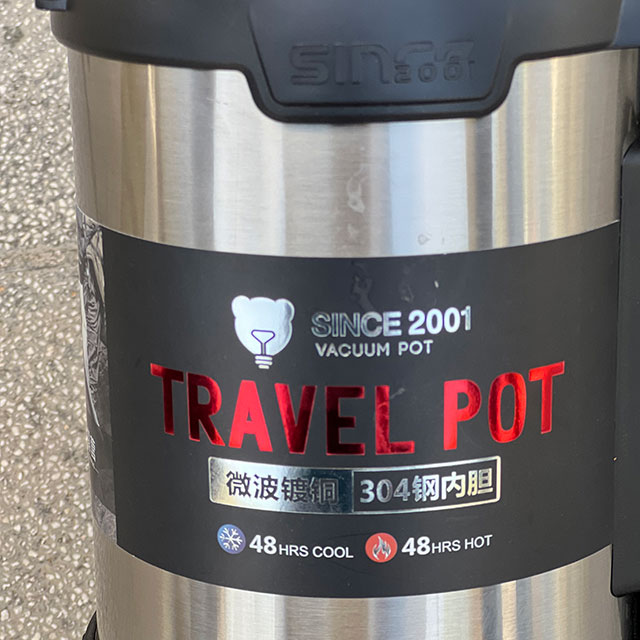 SINCE 2001
VACUUM POT
TRAVEL POT
微波镀铜 304钢内胆
48HRS COOL 48HRS HOT